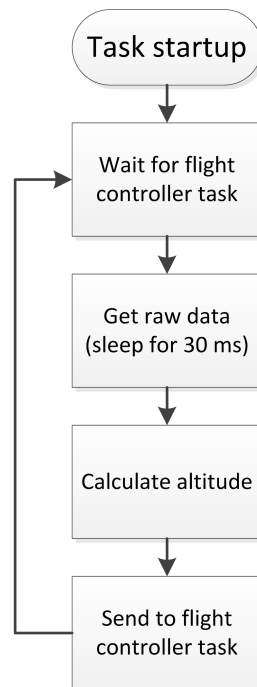 Task startup
Wait for flight
controller task
Get raw data
(sleep for 30 ms)
Calculate altitude
Send to flight
controller task